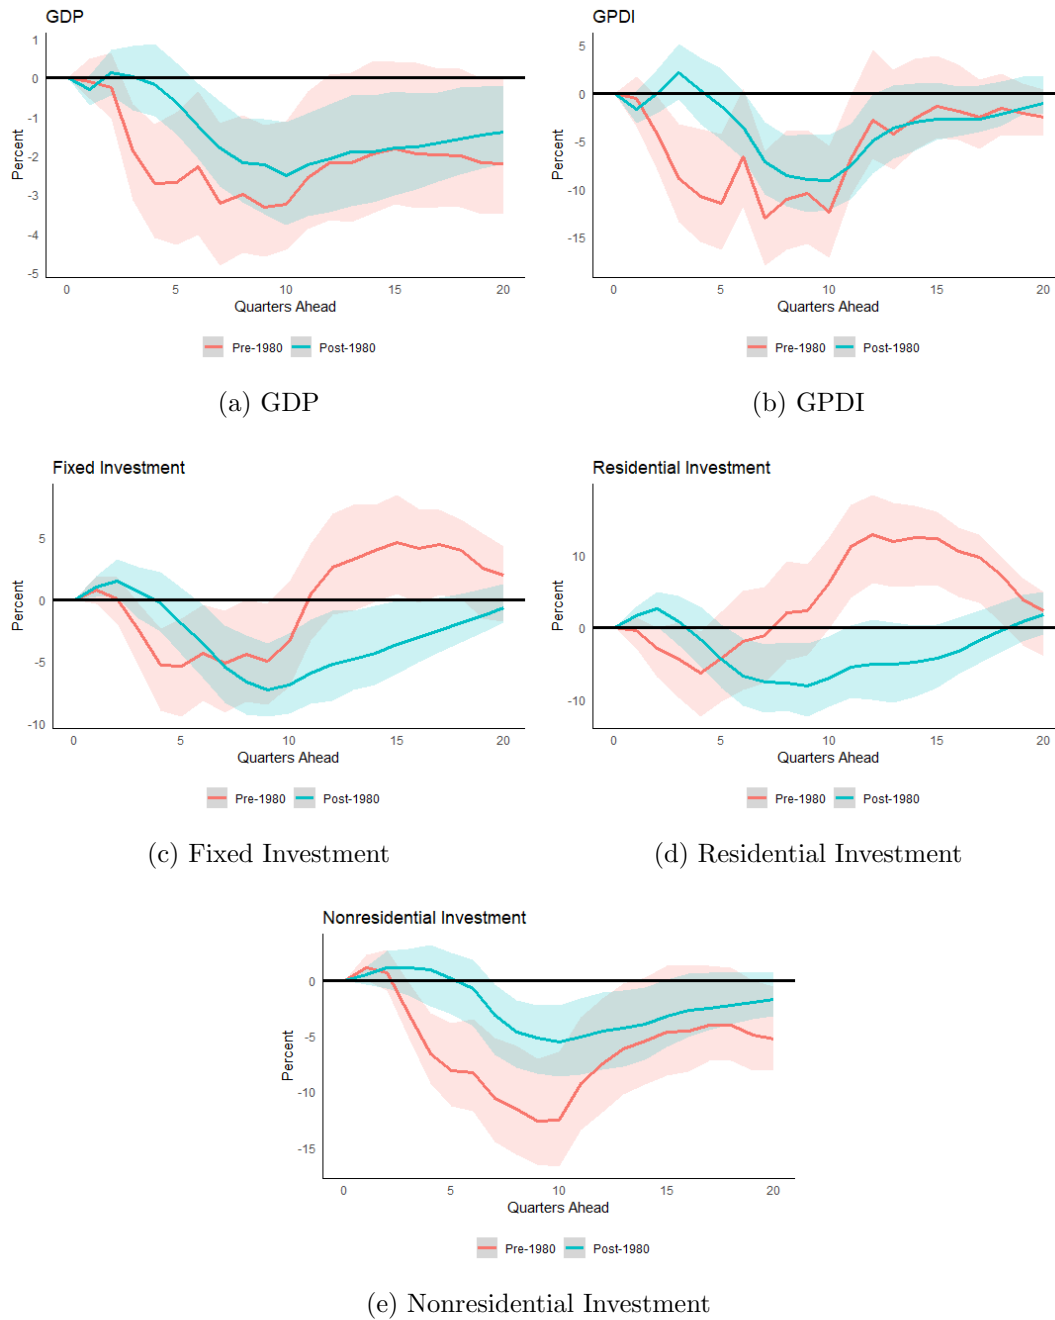 GDP
Percent
1
0
-1
-2
-3
-4
-5
0 5 10 15 20
Quarters Ahead
Pre-1980 Post-1980
(a) GDP
GPDI
Percent
5
0
-5
-10
-15
0 5 10 15 20
Quarters Ahead
Pre-1980 Post-1980
(b) GPDI
Fixed Investment
Percent
5
0
-5
-10
0 5 10 15 20
Quarters Ahead
Pre-1980 Post-1980
(c) Fixed Investment
Residential Investment
Percent
10
0
-10
0 5 10 15 20
Quarters Ahead
Pre-1980 Post-1980
(d) Residential Investment
Nonresidential Investment
Percent
0
-5
-10
-15
0 5 10 15 20
Quarters Ahead
Pre-1980 Post-1980
(e) Nonresidential Investment